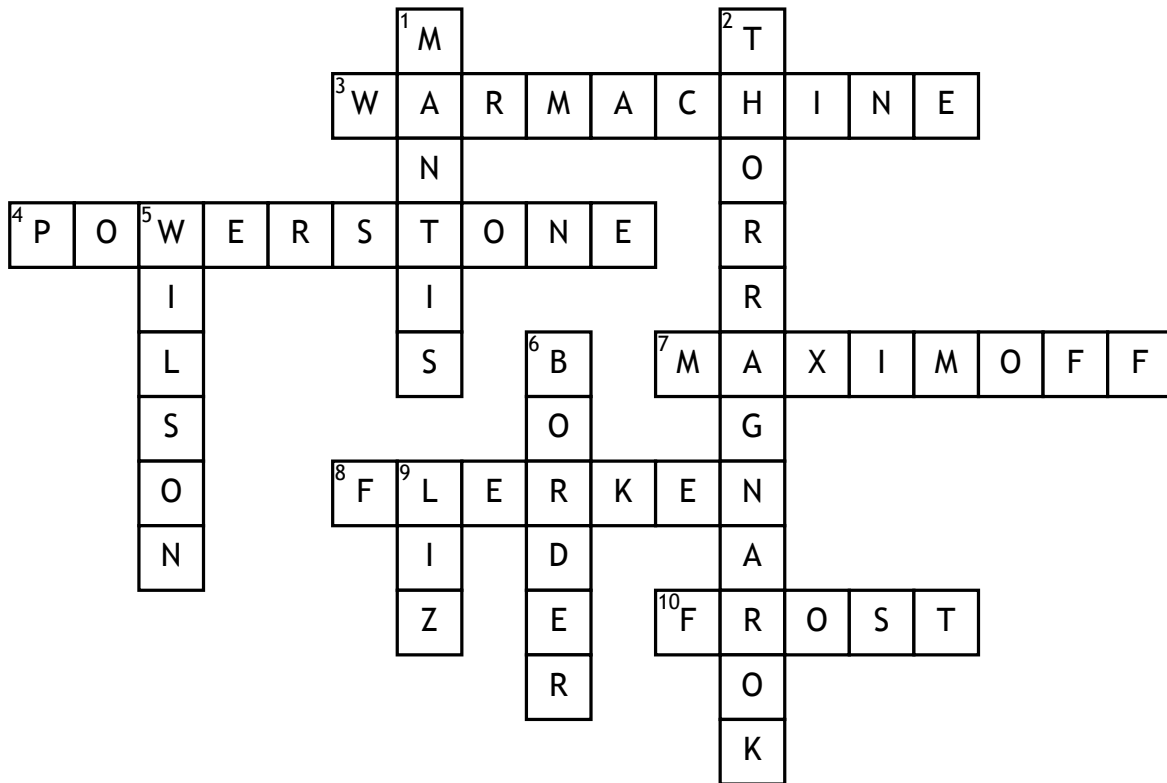 1 M 2 T
3 W A R M A C H I N E
N O
4 P O 5 W E R S T O N E R
I I R
L S 6 B 7 M A X I M O F F
S O G
O 8 F 9 L E R K E N
N I D A
Z E 10 F R O S T
R O
K